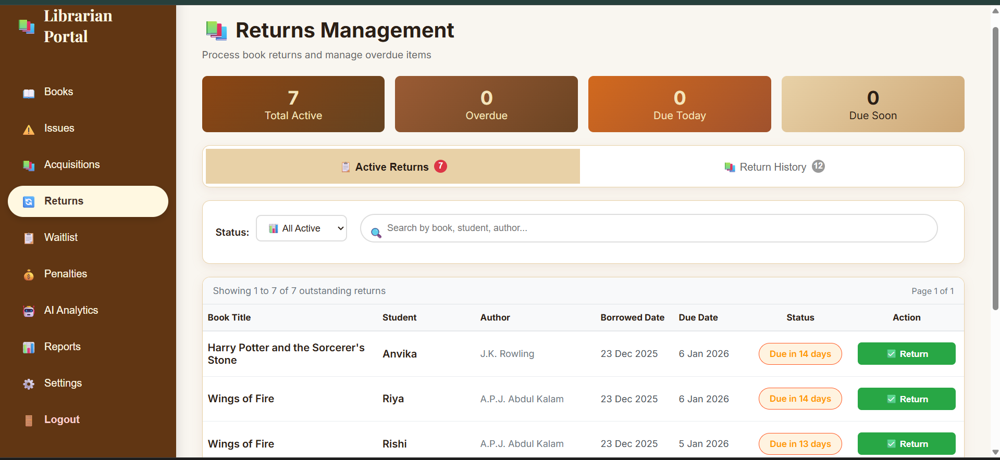 Librarian
Portal
Books
Issues
Acquisitions
Returns
Waitlist
Penalties
AI Analytics
Reports
Settings
Logout
Returns Management
Process book returns and manage overdue items
7
Total Active
0
Overdue
0
Due Today
0
Due Soon
Active Returns 7
Return History 12
Status: All Active
Search by book, student, author...
Showing 1 to 7 of 7 outstanding returns
Page 1 of 1
Book Title Student Author Borrowed Date Due Date Status Action
Harry Potter and the Sorcerer's
Stone
Anvika J.K. Rowling 23 Dec 2025 6 Jan 2026 Due in 14 days Return
Wings of Fire Riya A.P.J. Abdul Kalam 23 Dec 2025 6 Jan 2026 Due in 14 days Return
Wings of Fire Rishi A.P.J. Abdul Kalam 23 Dec 2025 5 Jan 2026 Due in 13 days Return